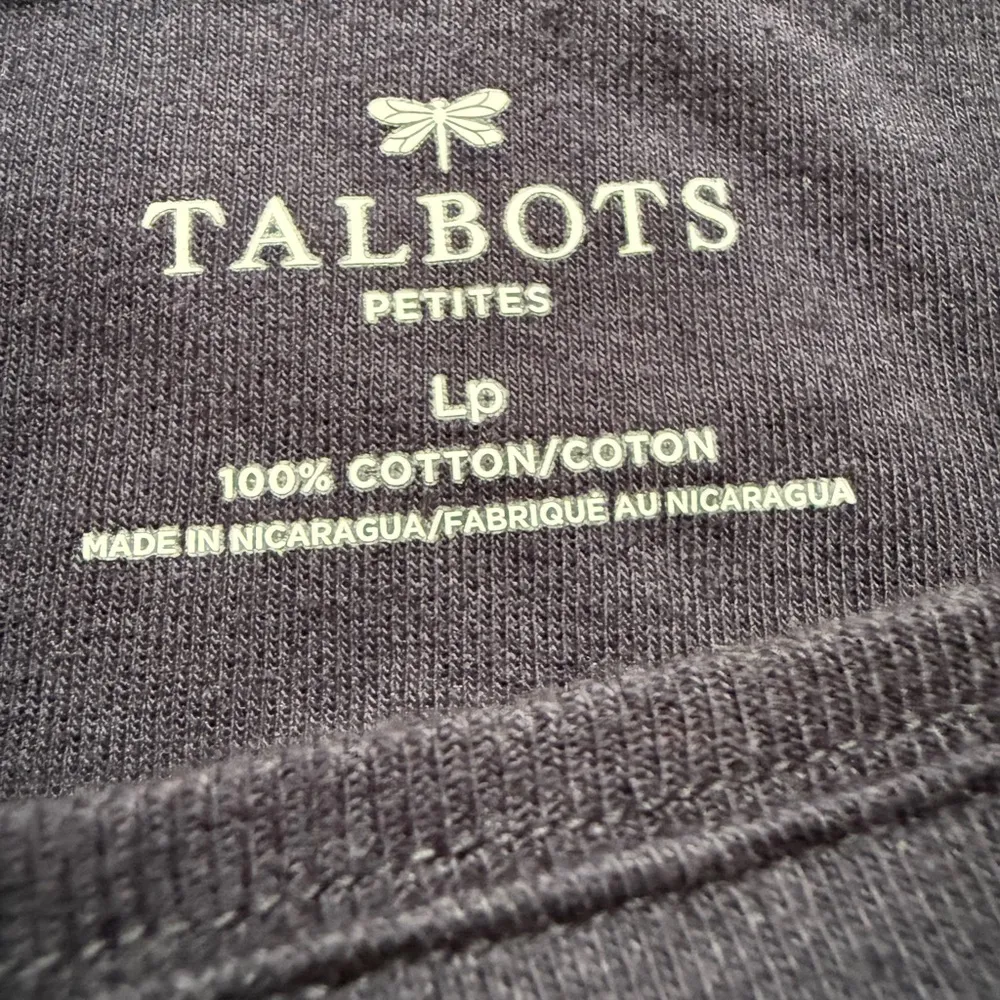 TALBOTS
PETITES
Lp
100% COTTON/COTON
MADE IN NICARAGUA/FABRIQUÉ AU NICARAGUA